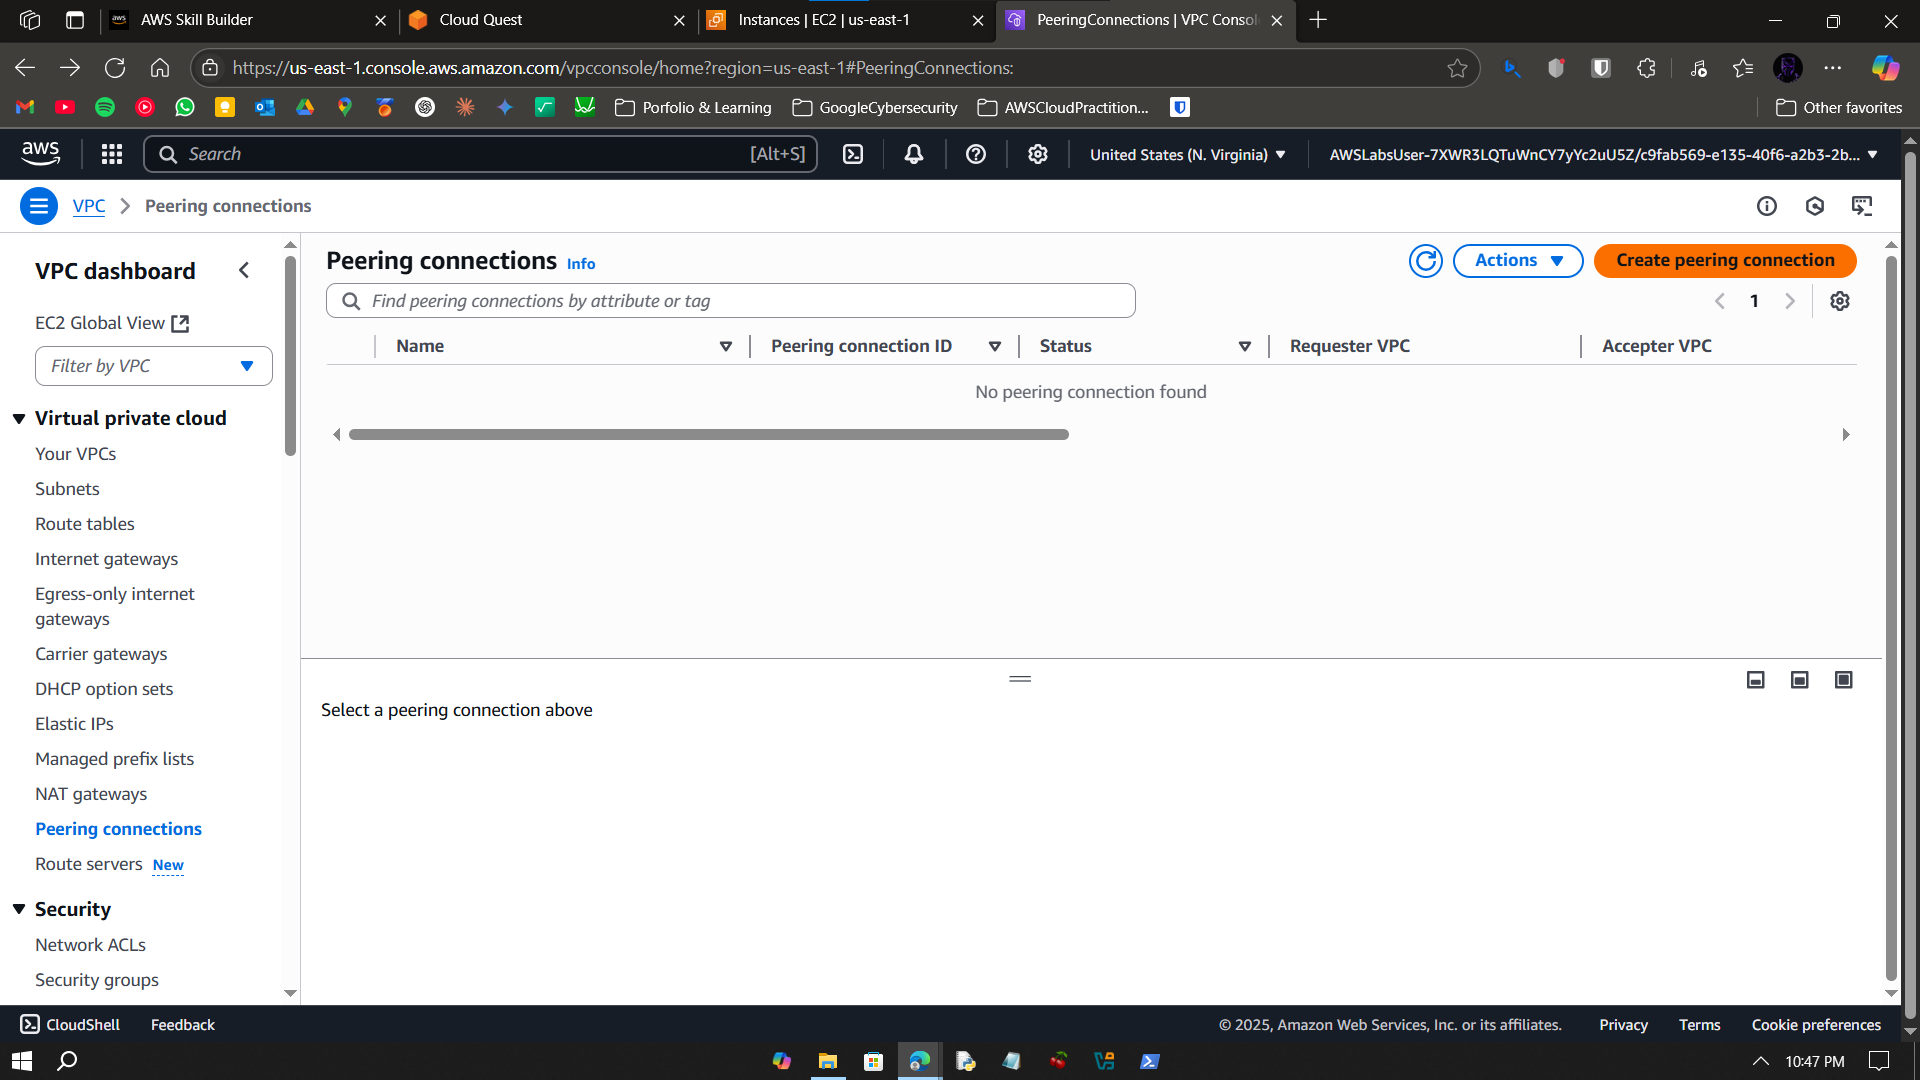 AWS Skill Builder
Cloud Quest
Instances | EC2 | us-east-1
PeeringConnections | VPC Consol
https://us-east-1.console.aws.amazon.com/vpcconsole/home?region=us-east-1#PeeringConnections:
Porfolio & Learning
GoogleCybersecurity
AWSCloudPractition...
Other favorites
aws
Search
[Alt+S]
United States (N. Virginia)
AWSLabsUser-7XWR3LQTuWnCY7yYc2uU5Z/c9fab569-e135-40f6-a2b3-2b...
VPC
Peering connections
VPC dashboard
EC2 Global View
Filter by VPC
Virtual private cloud
Your VPCs
Subnets
Route tables
Internet gateways
Egress-only internet
gateways
Carrier gateways
DHCP option sets
Elastic IPs
Managed prefix lists
NAT gateways
Peering connections
Route servers New
Security
Network ACLs
Security groups
Peering connections Info
Actions
Create peering connection
Find peering connections by attribute or tag
1
Name
Peering connection ID
Status
Requester VPC
Accepter VPC
No peering connection found
Select a peering connection above
CloudShell
Feedback
© 2025, Amazon Web Services, Inc. or its affiliates.
Privacy
Terms
Cookie preferences
10:47 PM